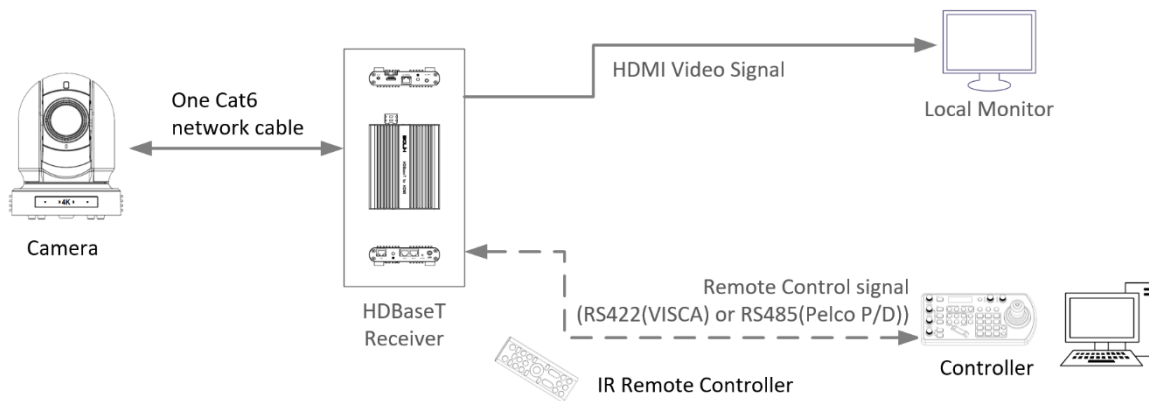 One Cat6
network cable
Camera
HDBaseT
Receiver
HDMI Video Signal
Local Monitor
Remote Control signal
(RS422(VISCA) or RS485(Pelco P/D))
IR Remote Controller
Controller
4K
BOLIN